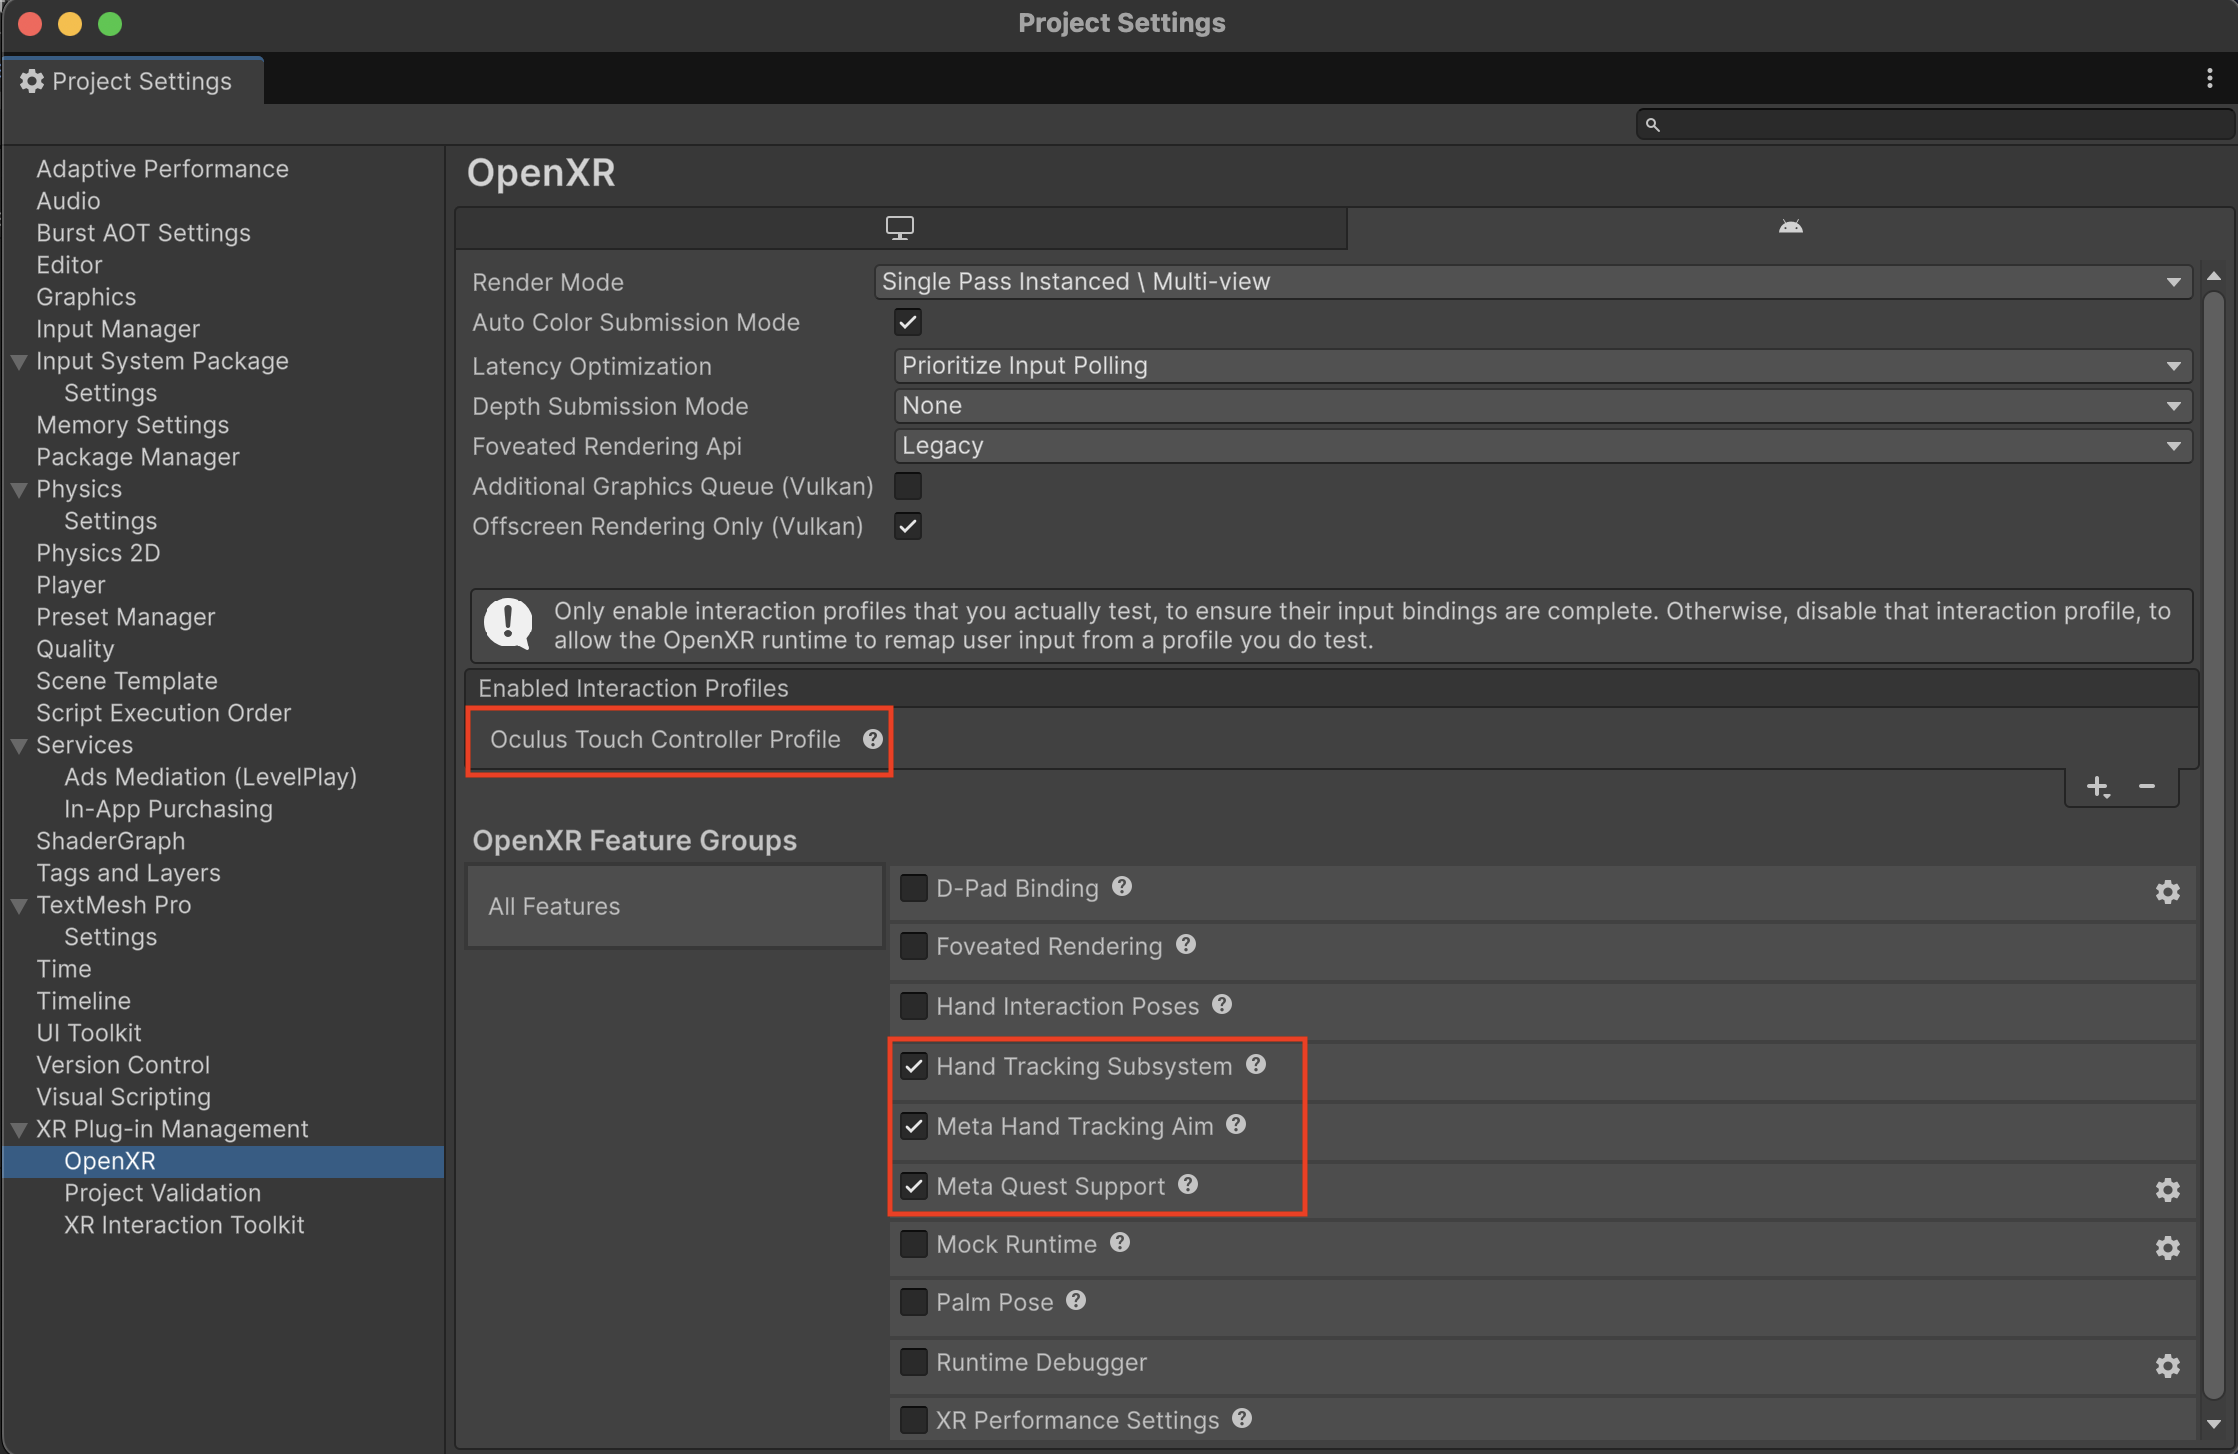 Project Settings
Project Settings
Adaptive Performance
Audio
Burst AOT Settings
Editor
Graphics
Input Manager
Input System Package
Settings
Memory Settings
Package Manager
Physics
Settings
Physics 2D
Player
Preset Manager
Quality
Scene Template
Script Execution Order
Services
Ads Mediation (LevelPlay)
In-App Purchasing
ShaderGraph
Tags and Layers
TextMesh Pro
Settings
Time
Timeline
UI Toolkit
Version Control
Visual Scripting
XR Plug-in Management
OpenXR
Project Validation
XR Interaction Toolkit
OpenXR
Render Mode Single Pass Instanced \ Multi-view
Auto Color Submission Mode
Latency Optimization Prioritize Input Polling
Depth Submission Mode None
Foveated Rendering Api Legacy
Additional Graphics Queue (Vulkan)
Offscreen Rendering Only (Vulkan)
Only enable interaction profiles that you actually test, to ensure their input bindings are complete. Otherwise, disable that interaction profile, to
allow the OpenXR runtime to remap user input from a profile you do test.
Enabled Interaction Profiles
Oculus Touch Controller Profile
OpenXR Feature Groups
All Features
D-Pad Binding
Foveated Rendering
Hand Interaction Poses
Hand Tracking Subsystem
Meta Hand Tracking Aim
Meta Quest Support
Mock Runtime
Palm Pose
Runtime Debugger
XR Performance Settings